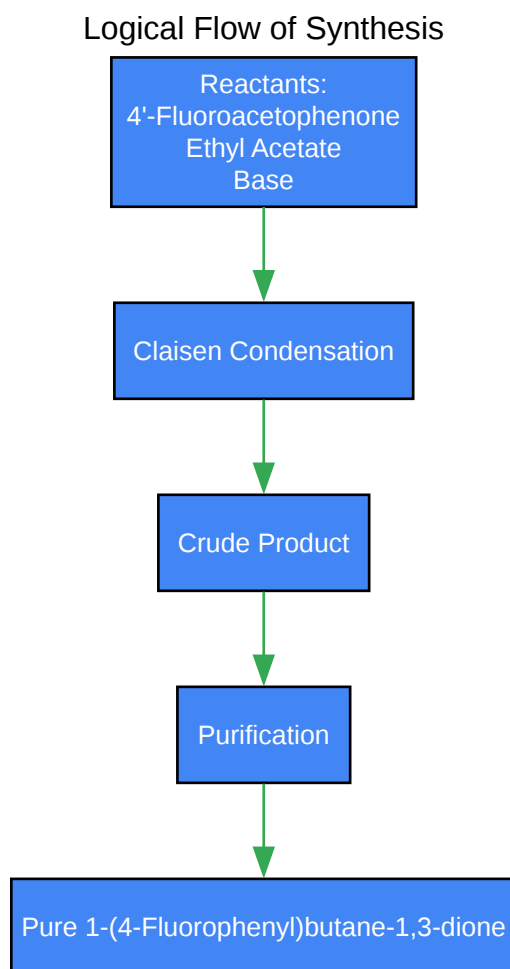 Logical Flow of Synthesis
Reactants:
4'-Fluoroacetophenone
Ethyl Acetate
Base
Claisen Condensation
Crude Product
Purification
Pure 1-(4-Fluorophenyl)butane-1,3-dione